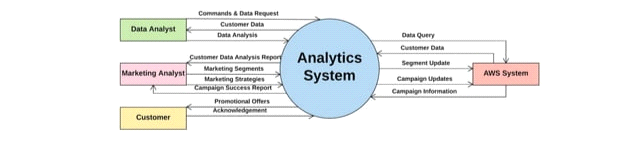 Commands & Data Request
Customer Data
Data Analyst
Data Analysis
Customer Data Analysis Report
Marketing Segments
Marketing Analyst
Marketing Strategies
Campaign Success Report
Promotional Offers
Acknowledgement
Customer
Analytics
System
Data Query
Customer Data
Segment Update
AWS System
Campaign Updates
Campaign Information